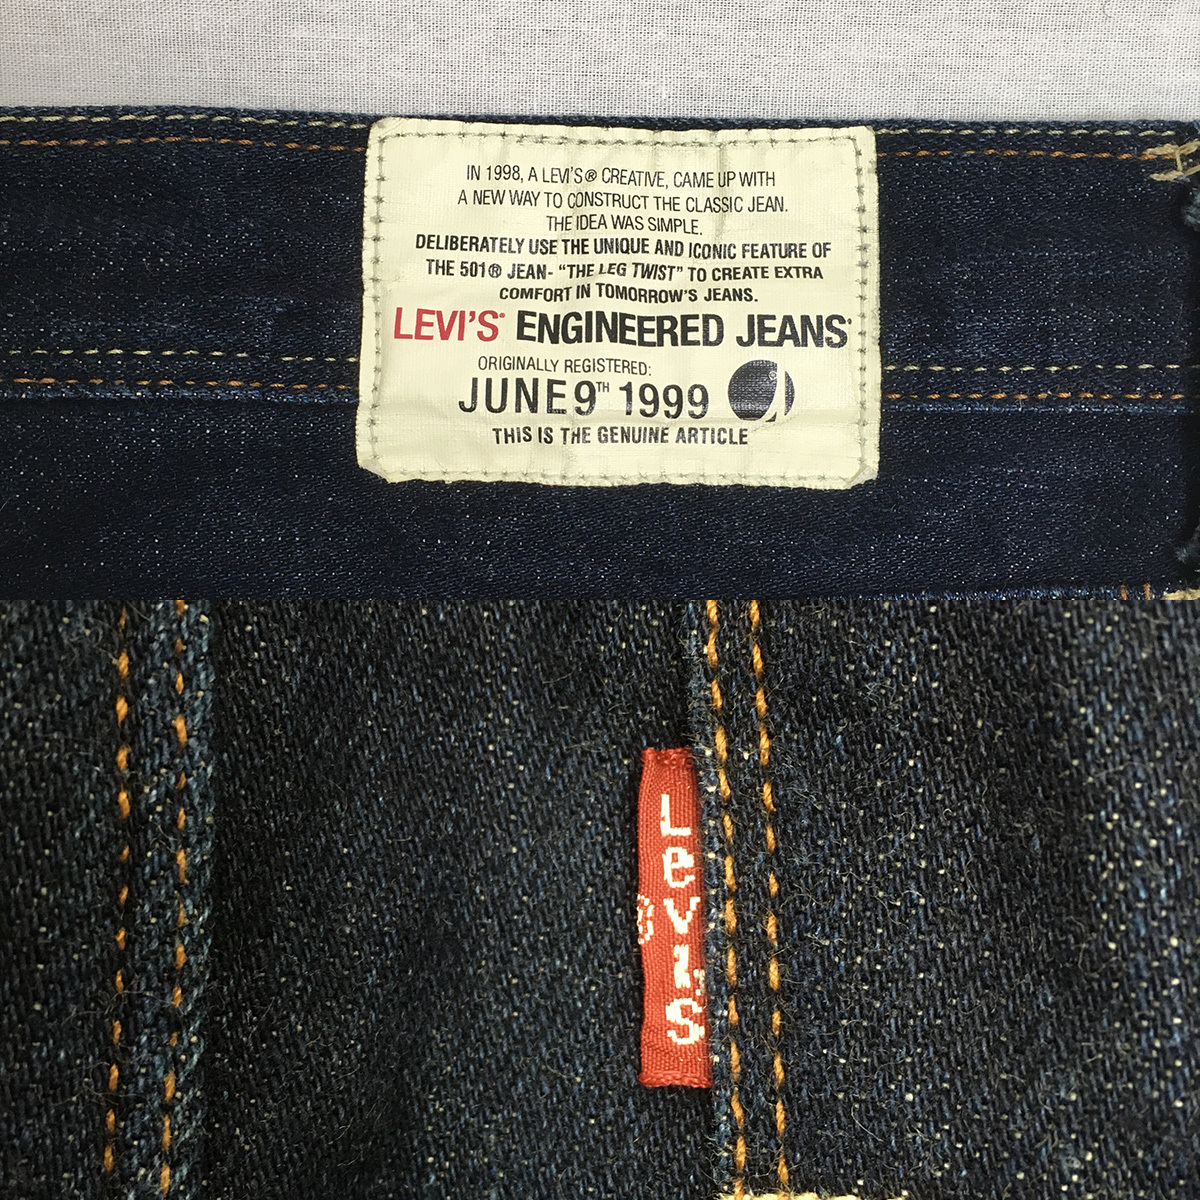 IN 1998, A LEVI'S® CREATIVE, CAME UP WITH
A NEW WAY TO CONSTRUCT THE CLASSIC JEAN.
THE IDEA WAS SIMPLE.
DELIBERATELY USE THE UNIQUE AND ICONIC FEATURE OF
THE 501® JEAN- "THE LEG TWIST" TO CREATE EXTRA
COMFORT IN TOMORROW'S JEANS.
LEVI'S® ENGINEERED JEANS®
ORIGINALLY REGISTERED:
JUNE 9TH 1999
THIS IS THE GENUINE ARTICLE
LeVI'S
®